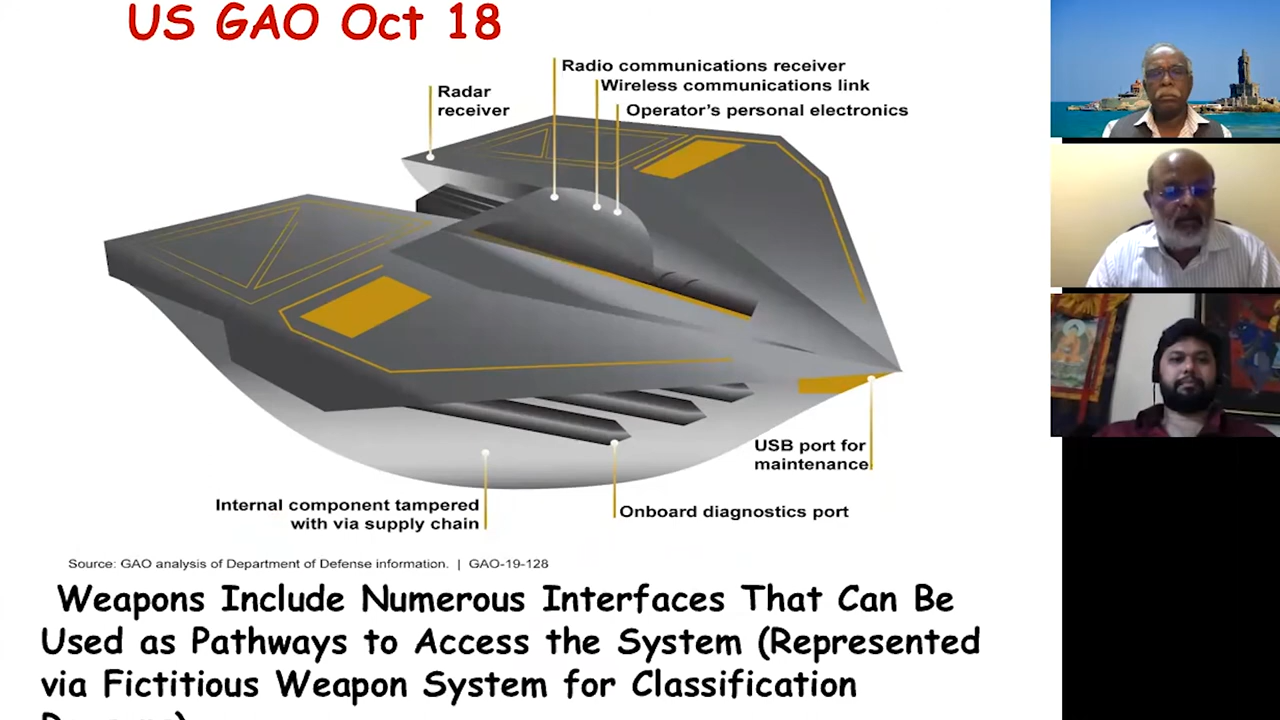 US GAO Oct 18
Radio communications receiver
Wireless communications link
Operator's personal electronics
Radar
receiver
USB port for
maintenance
Internal component tampered
with via supply chain
Onboard diagnostics port
Source: GAO analysis of Department of Defense information. | GAO-19-128
Weapons Include Numerous Interfaces That Can Be
Used as Pathways to Access the System (Represented
via Fictitious Weapon System for Classification